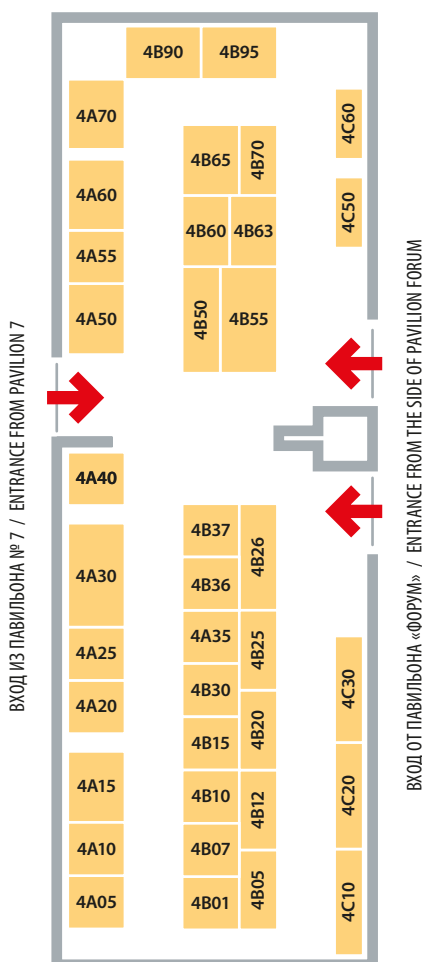 4B90
4B95
4A70
4C60
4B65
4B70
4A60
4C50
4B60
4B63
4A55
4A50
4B50
4B55
ВХОД ИЗ ПАВИЛЬОНА № 7 / ENTRANCE FROM PAVILION 7
ВХОД ОТ ПАВИЛЬОНА «ФОРУМ» / ENTRANCE FROM THE SIDE OF PAVILION FORUM
4A40
4B37
4B26
4A30
4B36
4A35
4B25
4A25
4B30
4C30
4A20
4B15
4B20
4A15
4B10
4B12
4C20
4A10
4B07
4A05
4B01
4B05
4C10